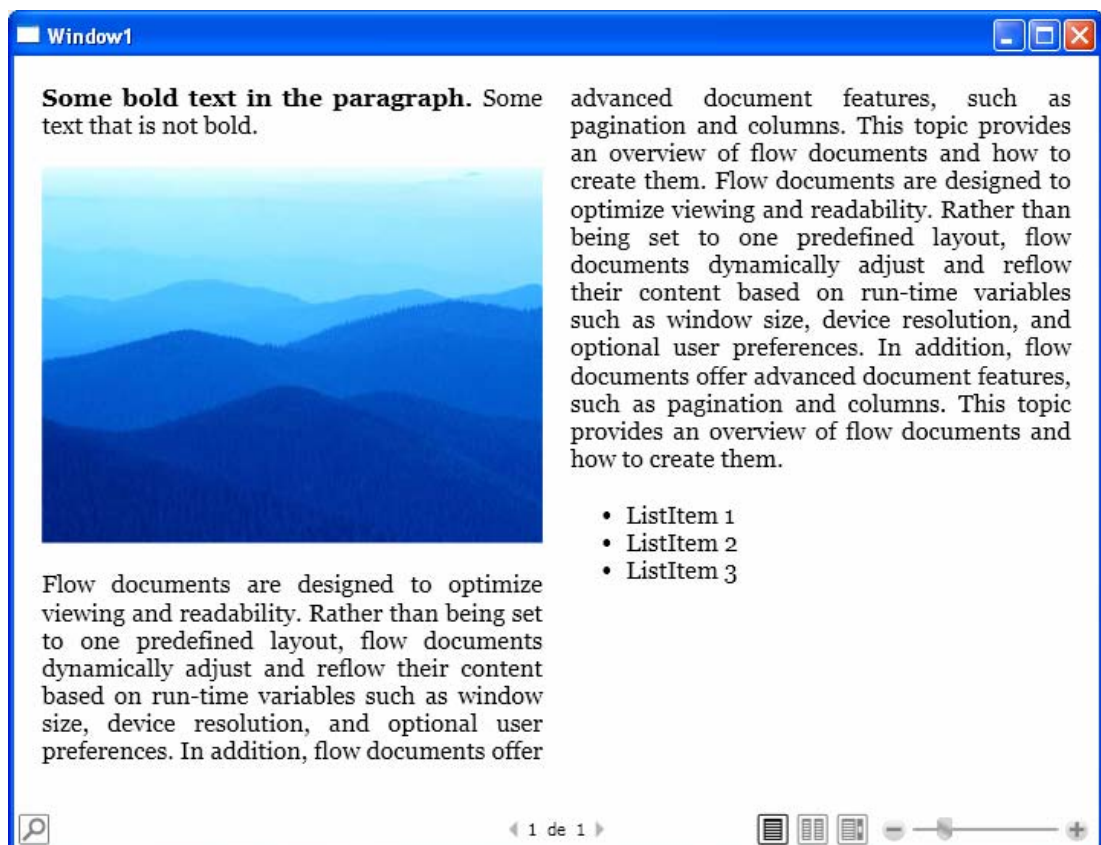 Window1
Some bold text in the paragraph. Some
text that is not bold.
Flow documents are designed to optimize
viewing and readability. Rather than being set
to one predefined layout, flow documents
dynamically adjust and reflow their content
based on run-time variables such as window
size, device resolution, and optional user
preferences. In addition, flow documents offer
advanced document features, such as
pagination and columns. This topic provides
an overview of flow documents and how to
create them. Flow documents are designed to
optimize viewing and readability. Rather than
being set to one predefined layout, flow
documents dynamically adjust and reflow
their content based on run-time variables
such as window size, device resolution, and
optional user preferences. In addition, flow
documents offer advanced document features,
such as pagination and columns. This topic
provides an overview of flow documents and
how to create them.
• ListItem 1
• ListItem 2
• ListItem 3
1 de 1